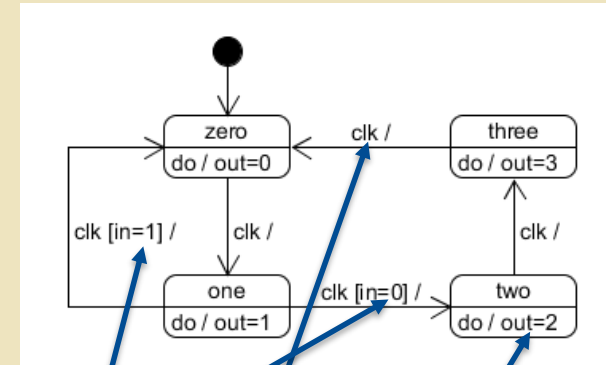 zero
do / out=0
clk /
three
do / out=3
clk [in=1] /
clk /
clk /
one
do / out=1
clk [in=0] /
two
do / out=2